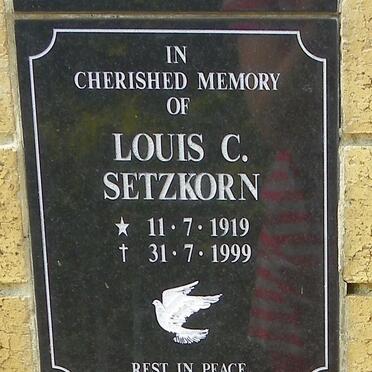 IN
CHERISHED MEMORY
OF
LOUIS C.
SETZKORN
★ 11·7·1919
† 31·7·1999
REST IN PEACE